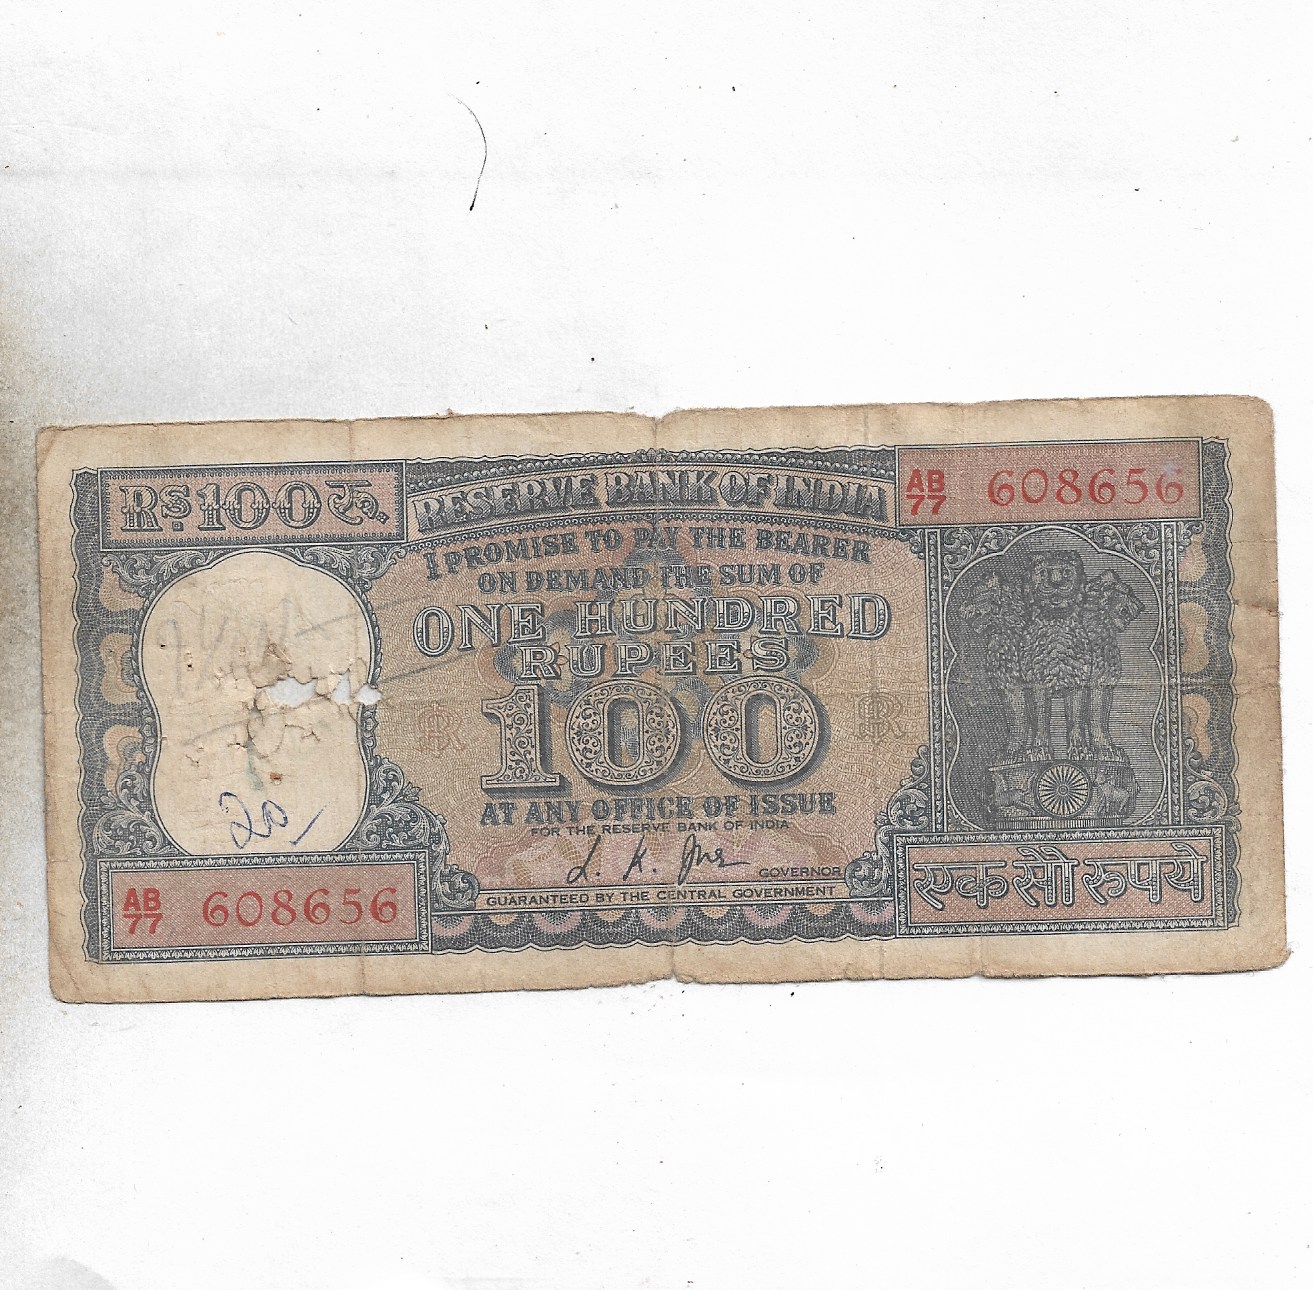 RS. 100 रु.
RESERVE BANK OF INDIA
AB
77 608656
I PROMISE TO PAY THE BEARER
ON DEMAND THE SUM OF
ONE HUNDRED
RUPEES
100
AT ANY OFFICE OF ISSUE
FOR THE RESERVE BANK OF INDIA
GOVERNOR
GUARANTEED BY THE CENTRAL GOVERNMENT
20
AB
77 608656
एक सौ रुपये